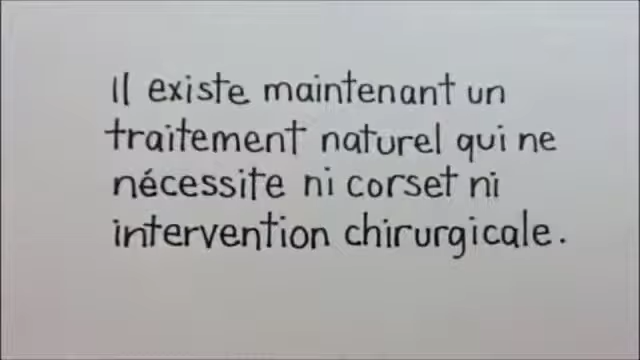 Il existe maintenant un
traitement naturel qui ne
nécessite ni corset ni
intervention chirurgicale.